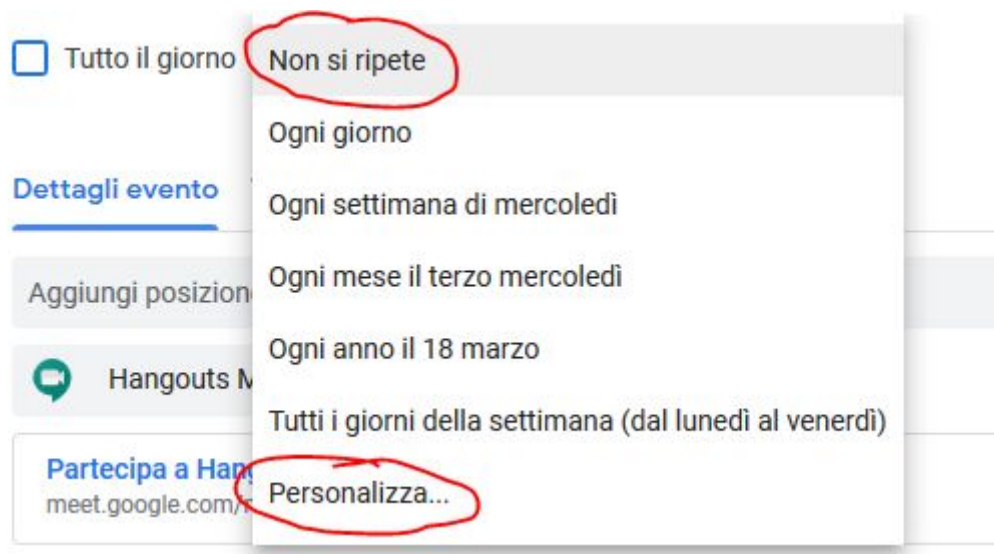 Tutto il giorno
Non si ripete
Ogni giorno
Dettagli evento
Ogni settimana di mercoledì
Ogni mese il terzo mercoledì
Aggiungi posizion
Ogni anno il 18 marzo
Hangouts M
Tutti i giorni della settimana (dal lunedì al venerdì)
Partecipa a Hang
Personalizza...
meet.google.com/